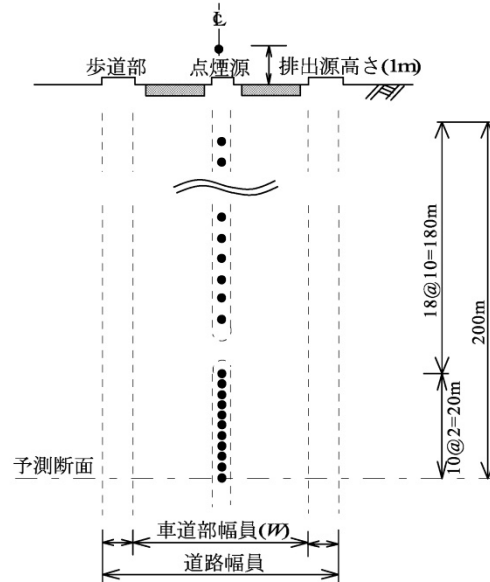 ℄
歩道部
点煙源
排出源高さ(1m)
18@10=180m
200m
10@2=20m
予測断面
車道部幅員(W)
道路幅員